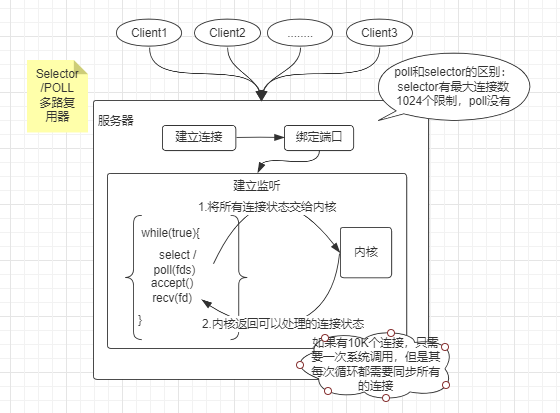 Client1
Client2
........
Client3
Selector
/POLL
多路复
用器
poll和selector的区别：
selector有最大连接数
1024个限制，poll没有
服务器
建立连接
绑定端口
建立监听
1.将所有连接状态交给内核
while(true){
select /
poll(fds)
accept()
recv(fd)
}
内核
2.内核返回可以处理的连接状态
如果有10K个连接，只需
要一次系统调用，但是其
每次循环都需要同步所有
的连接